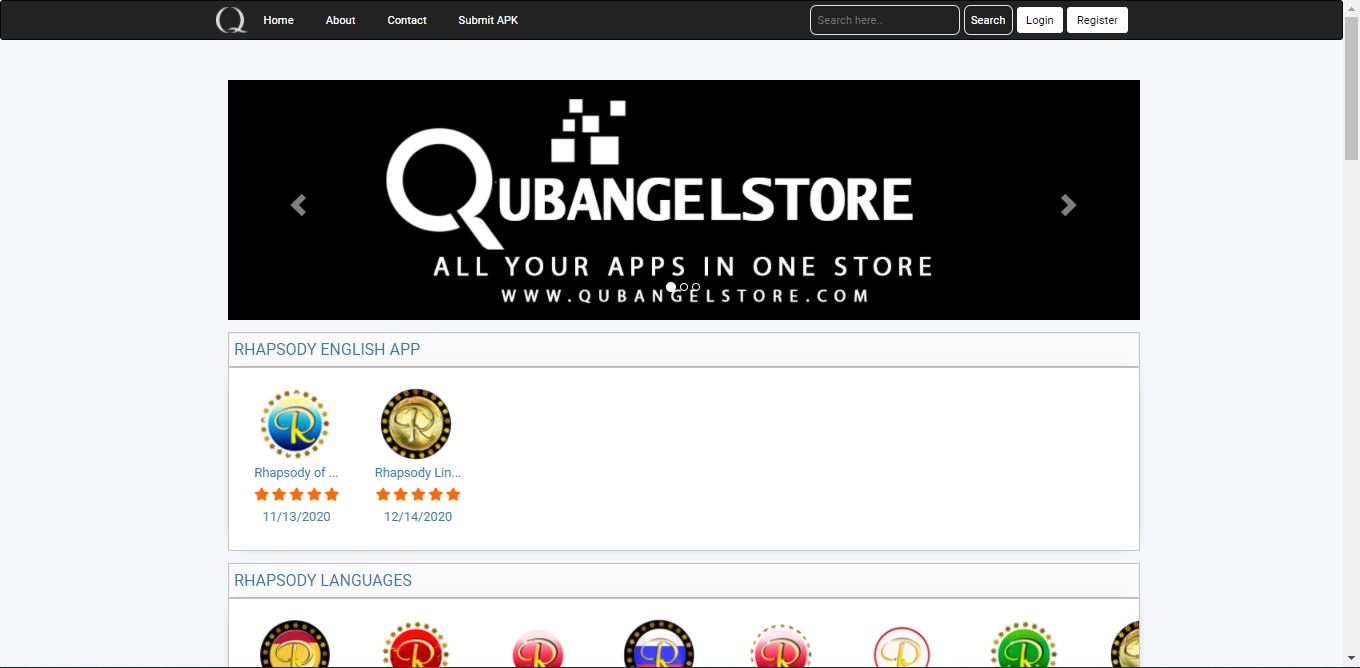 Q Home About Contact Submit APK Search here.. Search Login Register
QUBANGELSTORE
ALL YOUR APPS IN ONE STORE
WWW.QUBANGELSTORE.COM
RHAPSODY ENGLISH APP
R R
Rhapsody of ... Rhapsody Lin...
11/13/2020 12/14/2020
RHAPSODY LANGUAGES
R R R R R R R